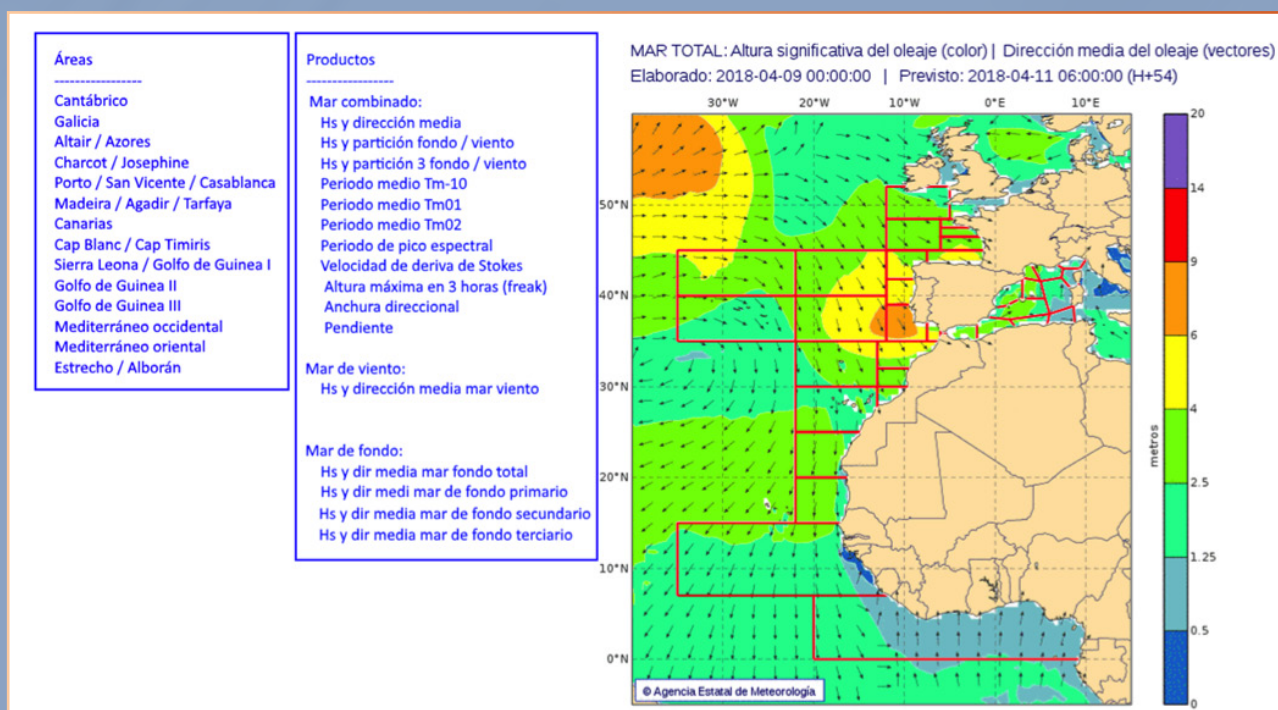 Áreas
-----------------
Cantábrico
Galicia
Altair / Azores
Charcot / Josephine
Porto / San Vicente / Casablanca
Madeira / Agadir / Tarfaya
Canarias
Cap Blanc / Cap Timiris
Sierra Leona / Golfo de Guinea I
Golfo de Guinea II
Golfo de Guinea III
Mediterráneo occidental
Mediterráneo oriental
Estrecho / Alborán
Productos
-----------------
Mar combinado:
Hs y dirección media
Hs y partición fondo / viento
Hs y partición 3 fondo / viento
Periodo medio Tm-10
Periodo medio Tm01
Periodo medio Tm02
Periodo de pico espectral
Velocidad de deriva de Stokes
Altura máxima en 3 horas (freak)
Anchura direccional
Pendiente
Mar de viento:
Hs y dirección media mar viento
Mar de fondo:
Hs y dir media mar fondo total
Hs y dir medi mar de fondo primario
Hs y dir media mar de fondo secundario
Hs y dir media mar de fondo terciario
MAR TOTAL: Altura significativa del oleaje (color) | Dirección media del oleaje (vectores)
Elaborado: 2018-04-09 00:00:00 | Previsto: 2018-04-11 06:00:00 (H+54)
30°W 20°W 10°W 0°E 10°E
50°N
40°N
30°N
20°N
10°N
0°N
© Agencia Estatal de Meteorología
20
14
9
6
4
2.5
1.25
0.5
0
metros